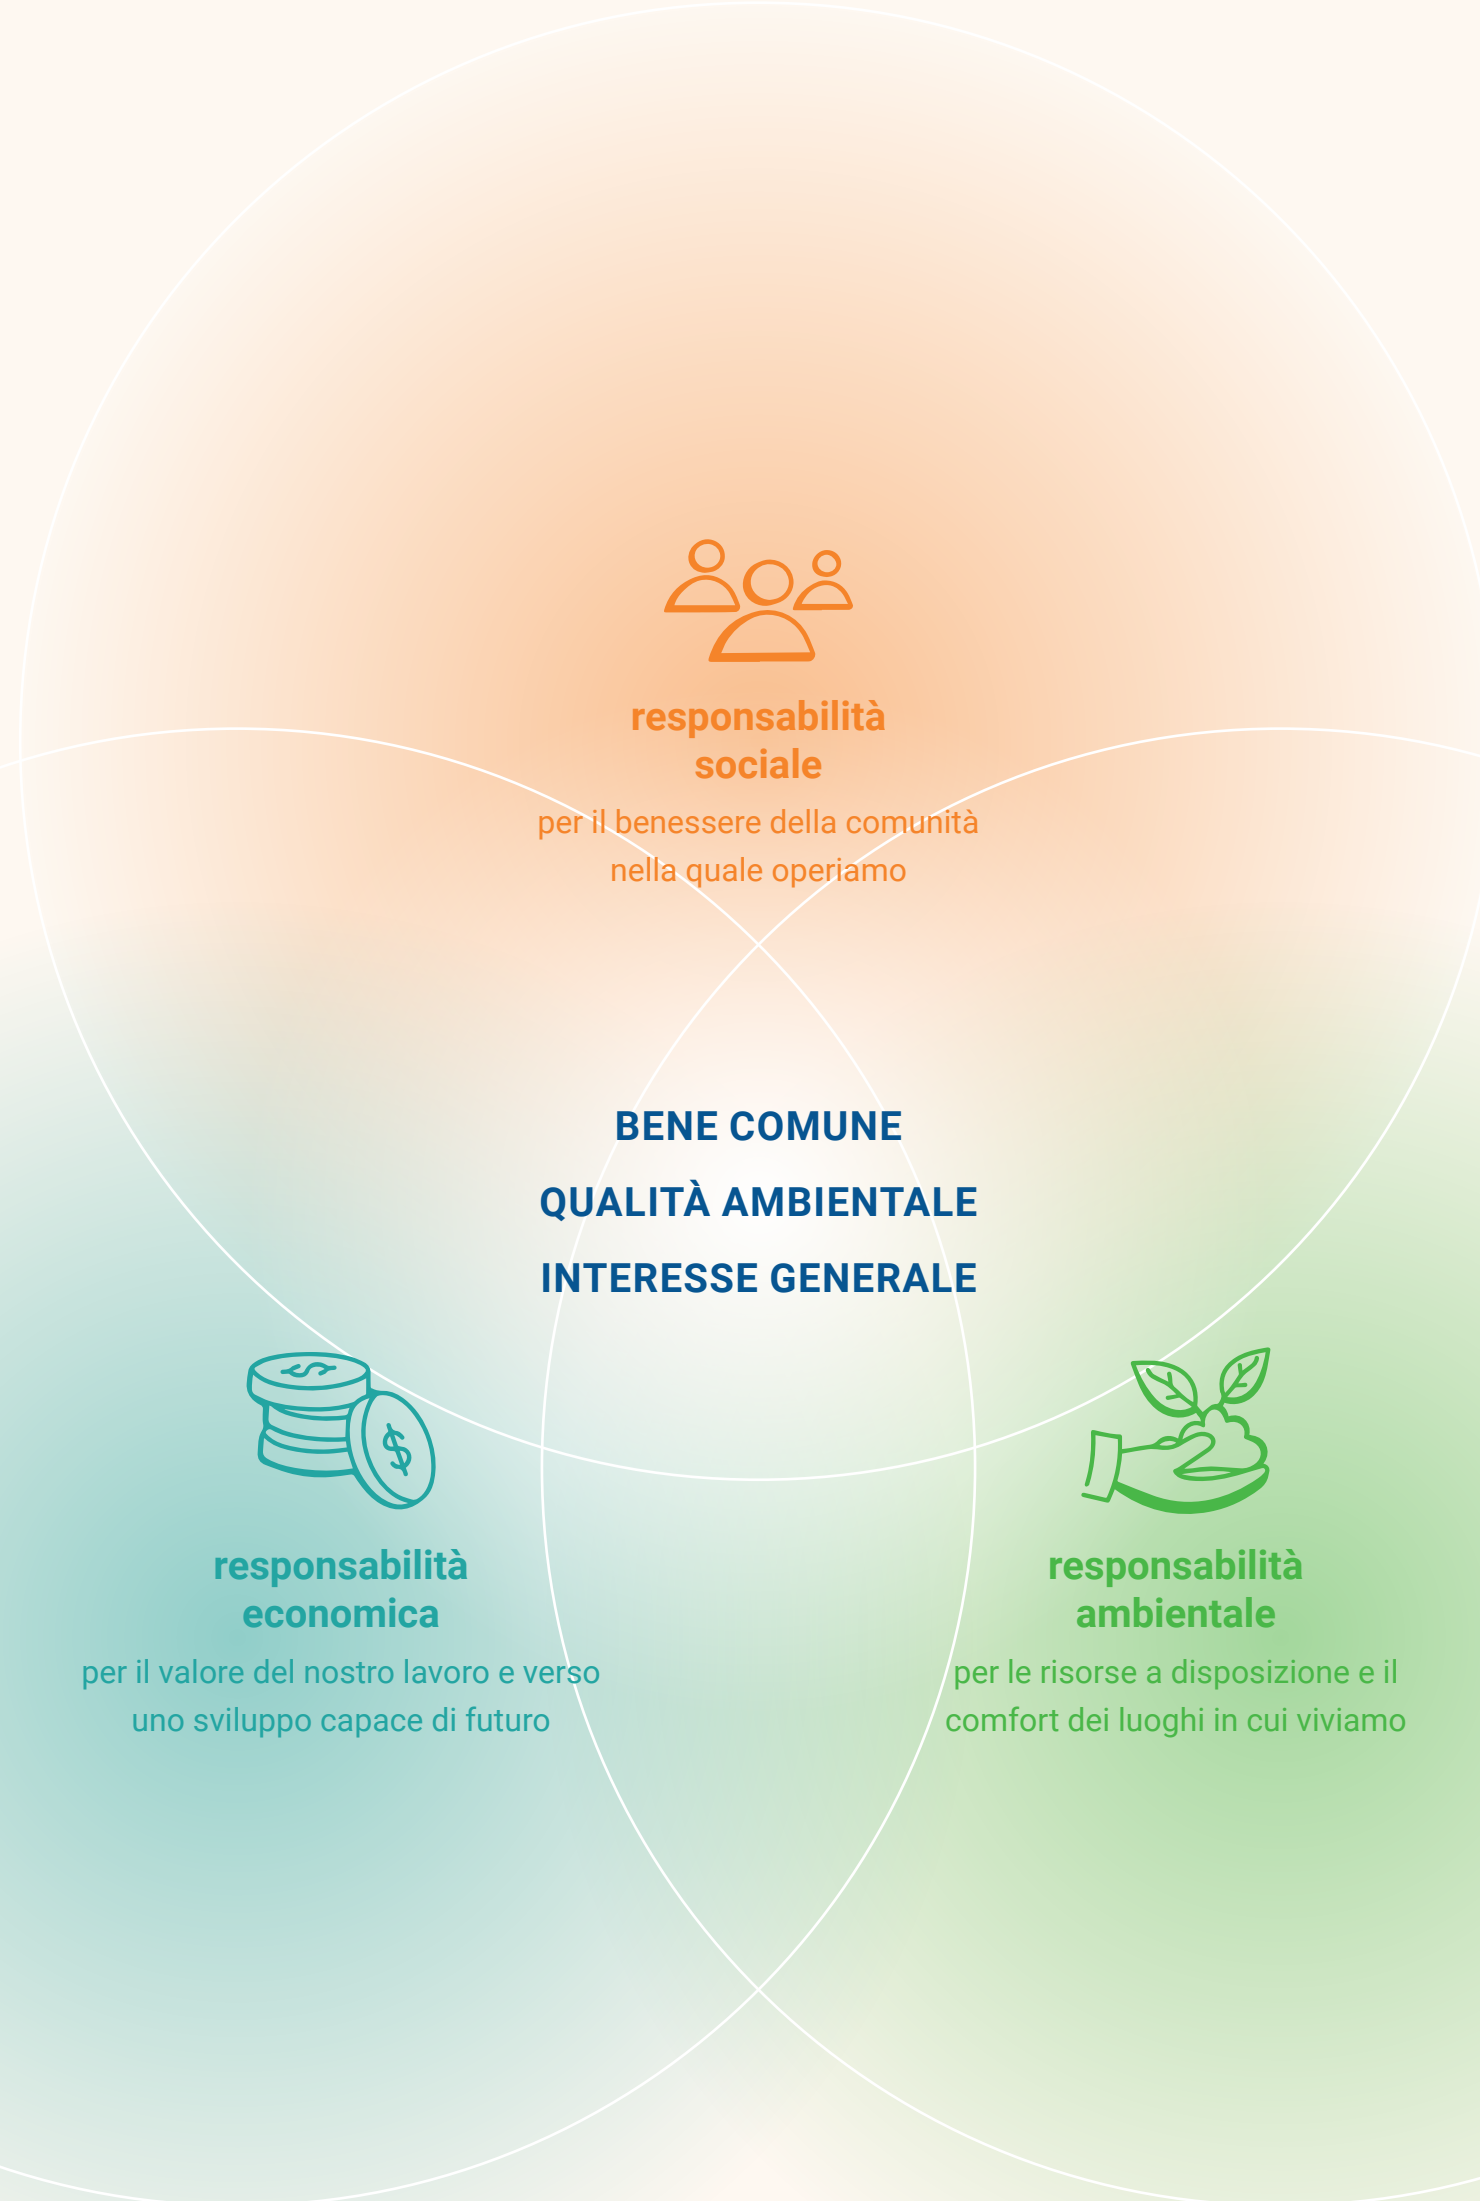 responsabilità
sociale
per il benessere della comunità
nella quale operiamo
BENE COMUNE
QUALITÀ AMBIENTALE
INTERESSE GENERALE
responsabilità
economica
per il valore del nostro lavoro e verso
uno sviluppo capace di futuro
responsabilità
ambientale
per le risorse a disposizione e il
comfort dei luoghi in cui viviamo